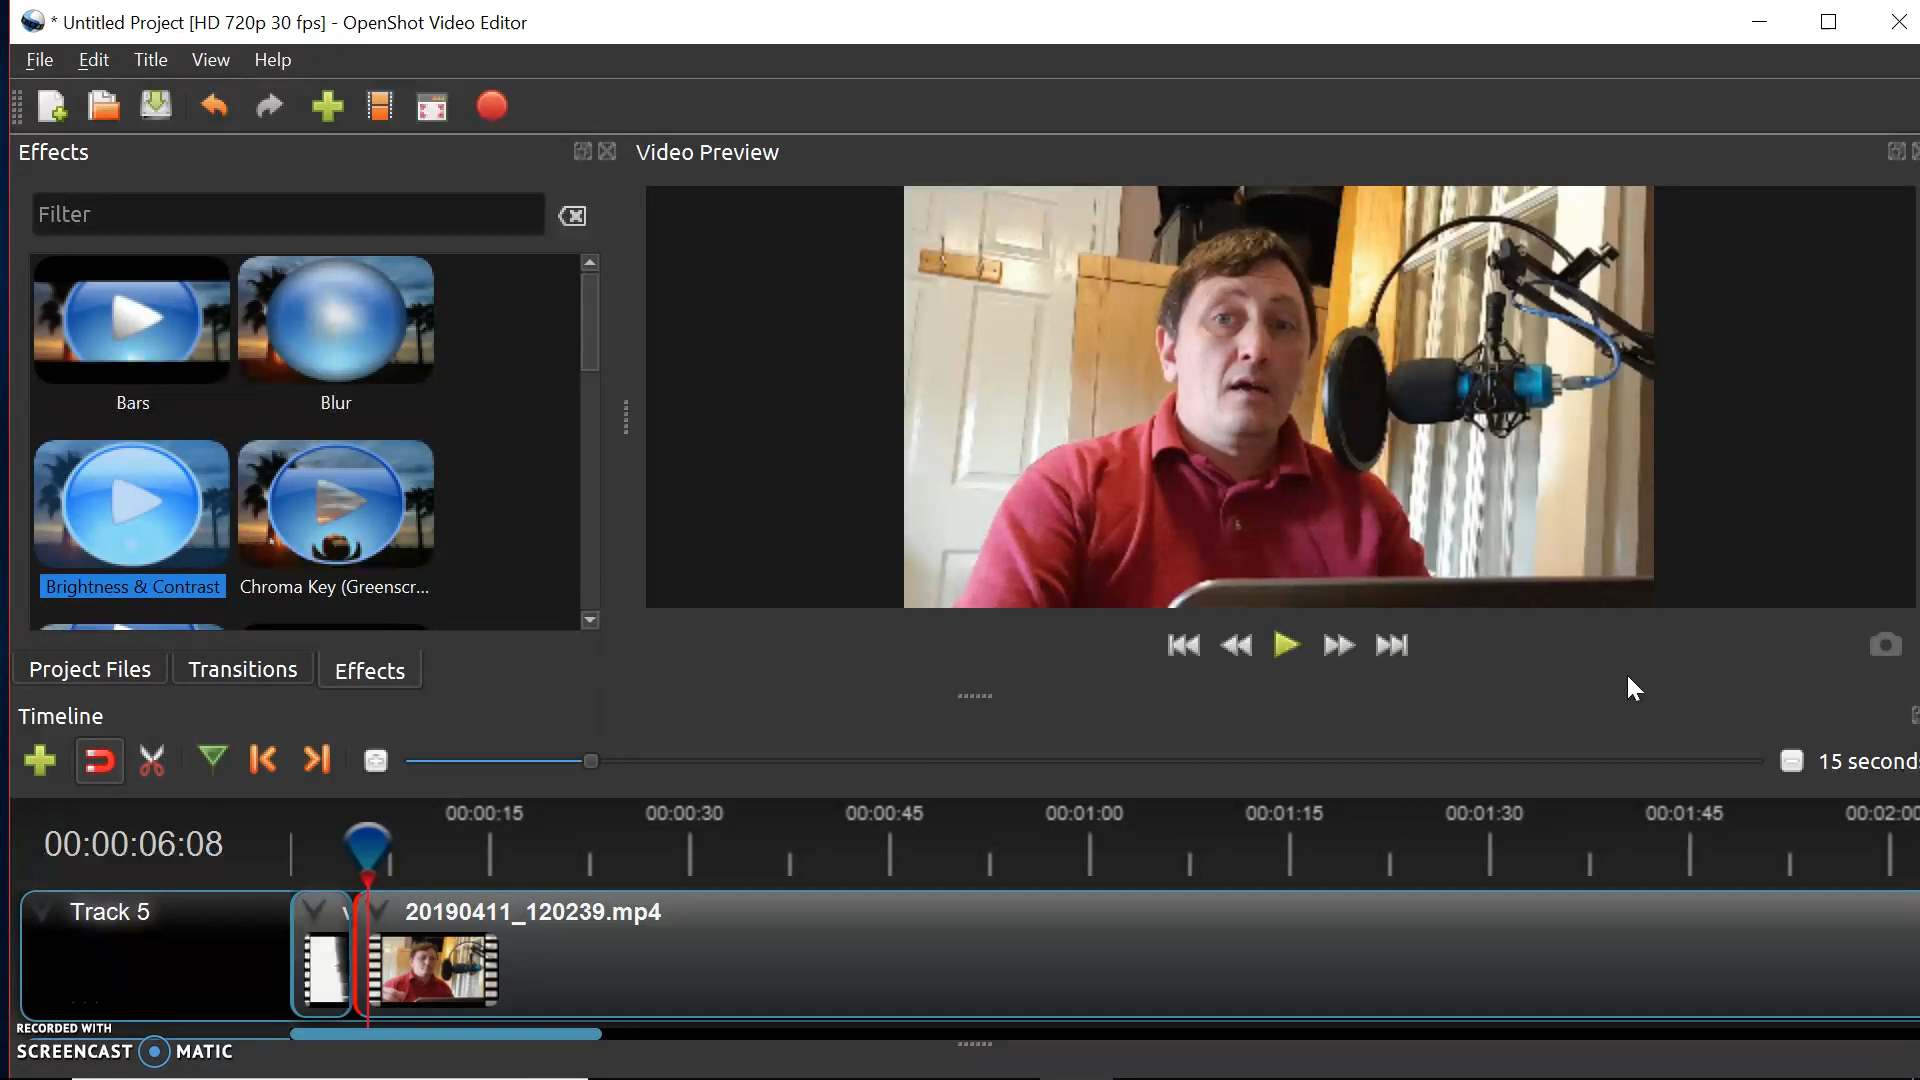 * Untitled Project [HD 720p 30 fps] - OpenShot Video Editor
File Edit Title View Help
Effects
Video Preview
Filter
Bars
Blur
Brightness & Contrast
Chroma Key (Greenscr...
Project Files
Transitions
Effects
Timeline
15 second
00:00:15
00:00:30
00:00:45
00:01:00
00:01:15
00:01:30
00:01:45
00:02:00
00:00:06:08
Track 5
20190411_120239.mp4
RECORDED WITH
SCREENCAST MATIC